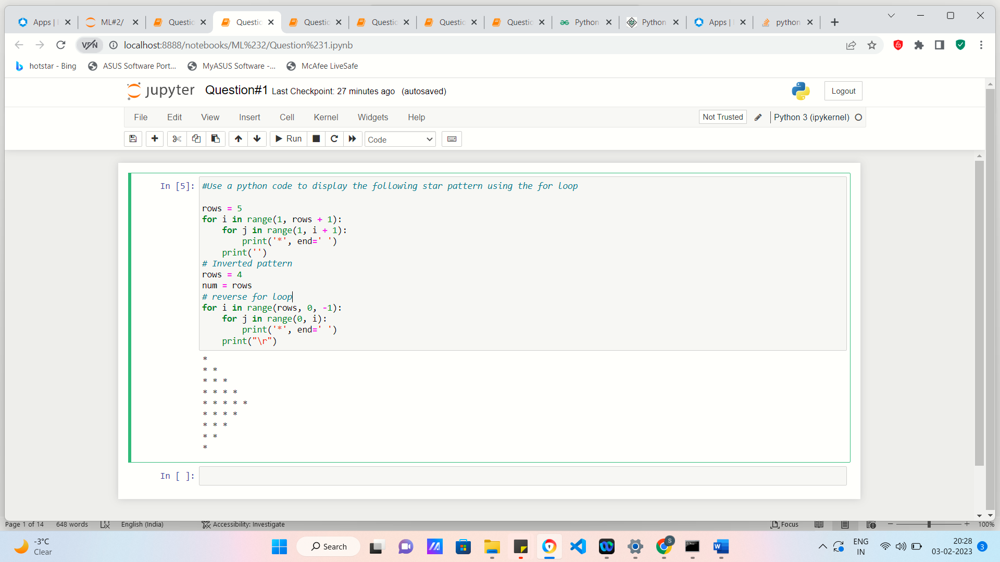 Apps |
ML#2/
Questic
Questic
Questic
Questic
Questic
Questic
Python
Python
Apps |
python
VPN
localhost:8888/notebooks/ML%232/Question%231.ipynb
hotstar - Bing
ASUS Software Port...
MyASUS Software -...
McAfee LiveSafe
jupyter
Question#1 Last Checkpoint: 27 minutes ago (autosaved)
Logout
File Edit View Insert Cell Kernel Widgets Help
Not Trusted
Python 3 (ipykernel)
Run
Code
In [5]:
#Use a python code to display the following star pattern using the for loop
rows = 5
for i in range(1, rows + 1):
    for j in range(1, i + 1):
        print('*', end=' ')
    print('')
# Inverted pattern
rows = 4
num = rows
# reverse for loop
for i in range(rows, 0, -1):
    for j in range(0, i):
        print('*', end=' ')
    print("\r")
*
* *
* * *
* * * *
* * * * *
* * * *
* * *
* *
*
In [ ]:
Page 1 of 14
648 words
English (India)
Accessibility: Investigate
Focus
100%
-3°C
Clear
Search
S
ENG
IN
20:28
03-02-2023
3